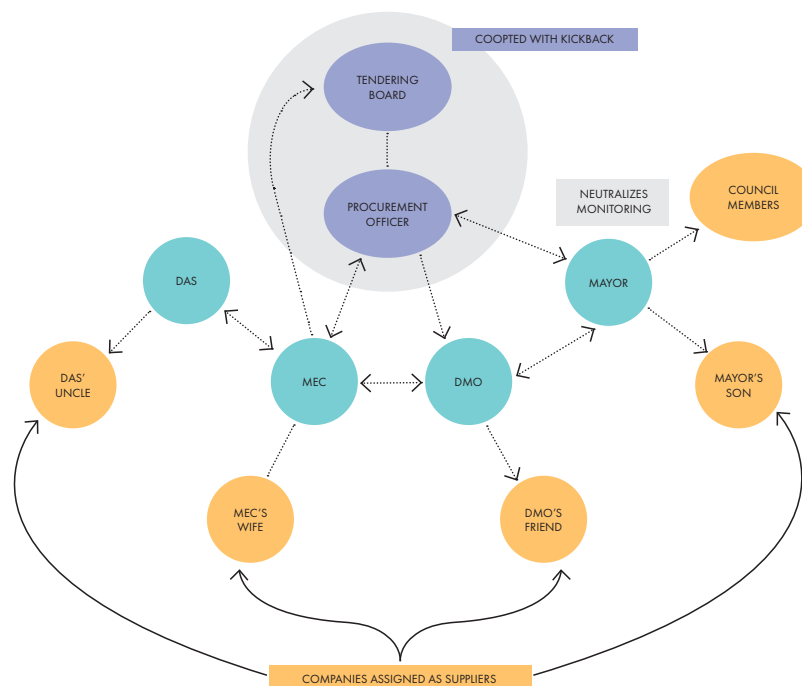 COOPTED WITH KICKBACK
TENDERING
BOARD
PROCUREMENT
OFFICER
NEUTRALIZES
MONITORING
COUNCIL
MEMBERS
DAS
MAYOR
DAS'
UNCLE
MEC
DMO
MAYOR'S
SON
MEC'S
WIFE
DMO'S
FRIEND
COMPANIES ASSIGNED AS SUPPLIERS